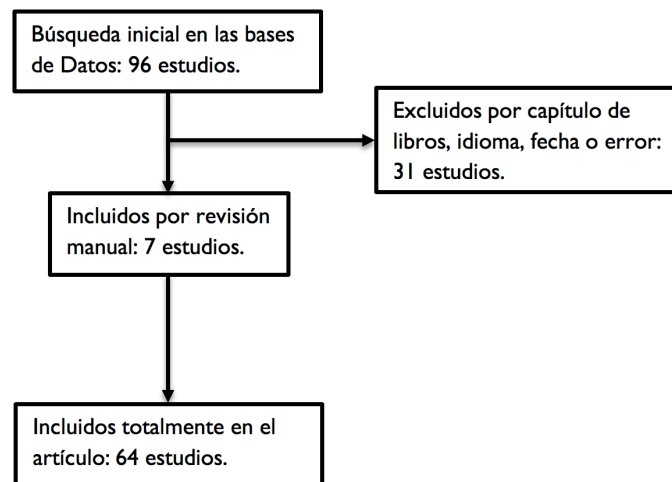 Búsqueda inicial en las bases
de Datos: 96 estudios.
Excluidos por capítulo de
libros, idioma, fecha o error:
31 estudios.
Incluidos por revisión
manual: 7 estudios.
Incluidos totalmente en el
artículo: 64 estudios.